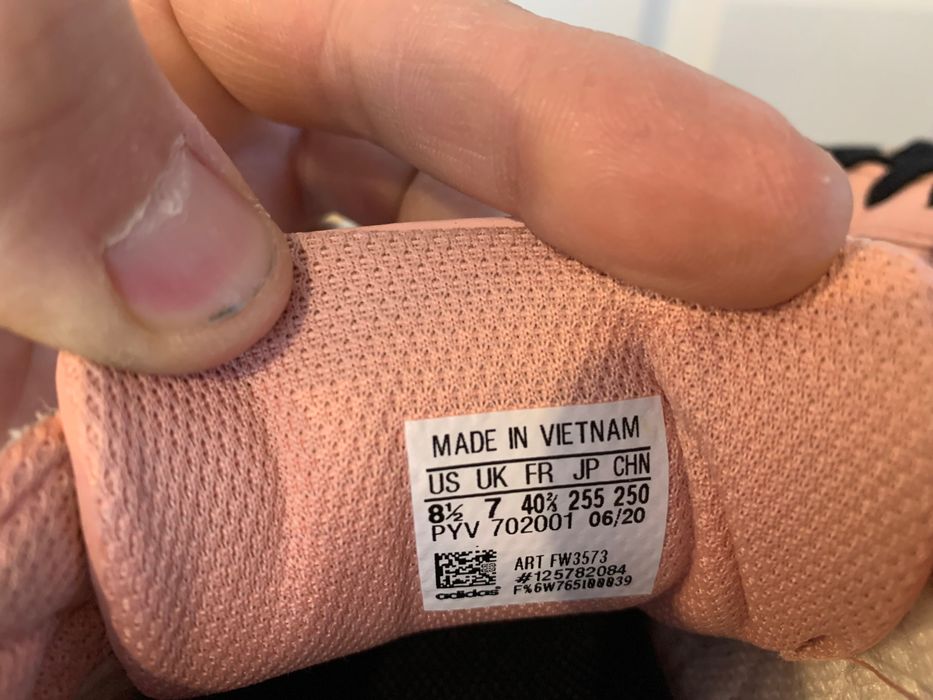 MADE IN VIETNAM
US UK FR JP CHN
8½ 7 40⅔ 255 250
PYV 702001 06/20
ART FW3573
#125782084
F%6W765I00039
adidas